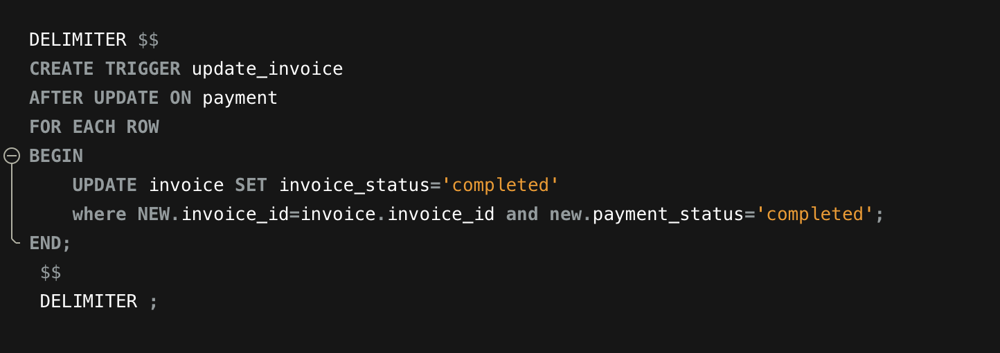 DELIMITER $$
CREATE TRIGGER update_invoice
AFTER UPDATE ON payment
FOR EACH ROW
BEGIN
    UPDATE invoice SET invoice_status='completed'
    where NEW.invoice_id=invoice.invoice_id and new.payment_status='completed';
END;
 $$
 DELIMITER ;